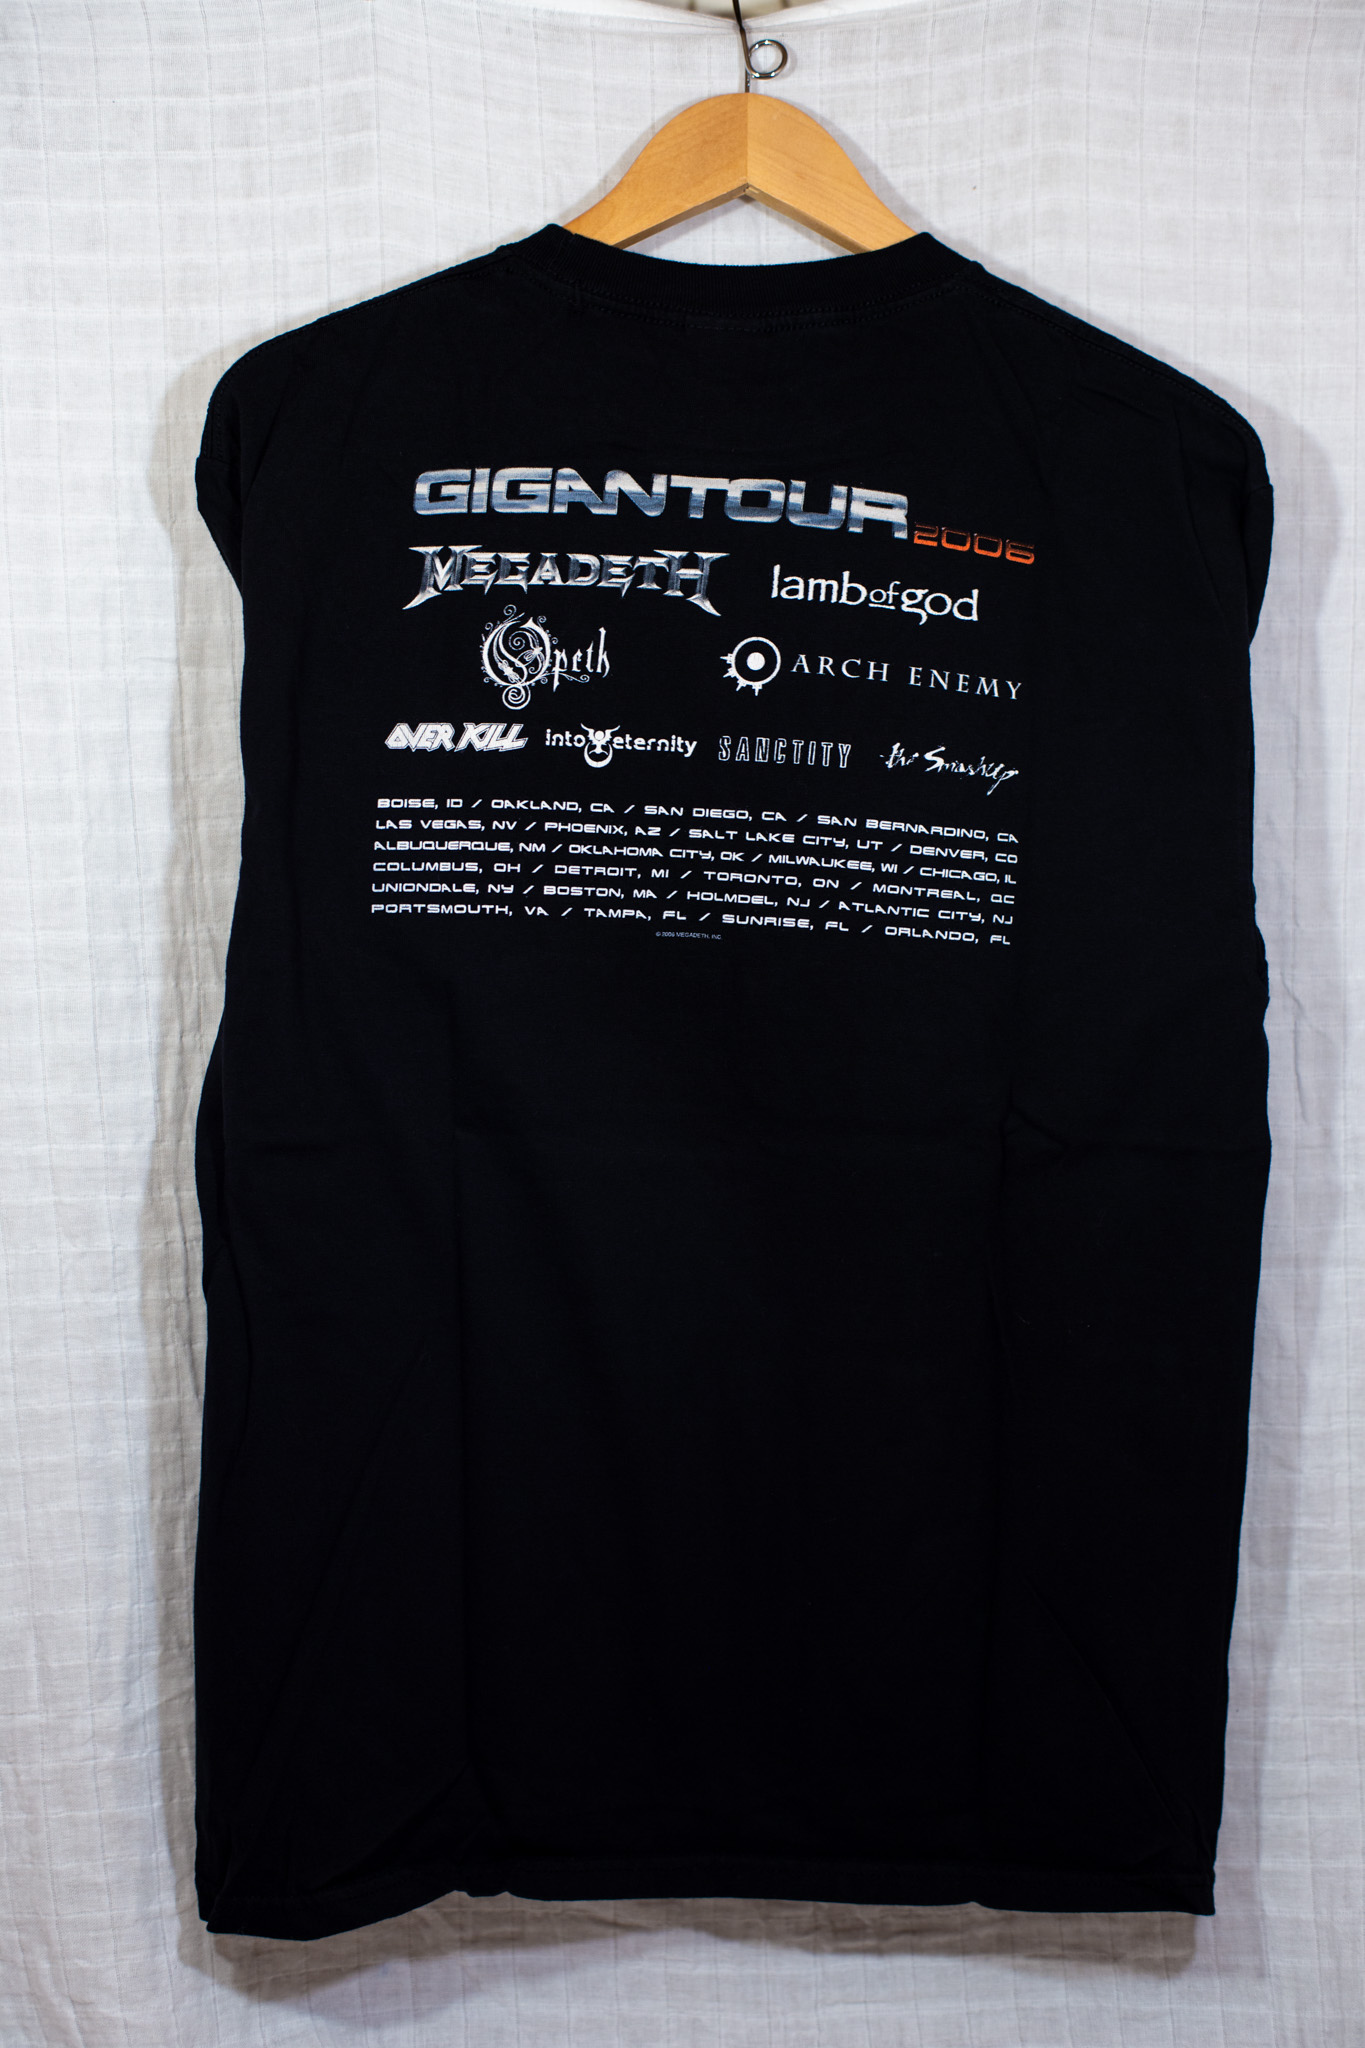 GIGANTOUR 2006
MEGADETH lamb of god
Opeth ARCH ENEMY
OVERKILL into eternity SANCTITY the Smashup
BOISE, ID / OAKLAND, CA / SAN DIEGO, CA / SAN BERNARDINO, CA
LAS VEGAS, NV / PHOENIX, AZ / SALT LAKE CITY, UT / DENVER, CO
ALBUQUERQUE, NM / OKLAHOMA CITY, OK / MILWAUKEE, WI / CHICAGO, IL
COLUMBUS, OH / DETROIT, MI / TORONTO, ON / MONTREAL, QC
UNIONDALE, NY / BOSTON, MA / HOLMDEL, NJ / ATLANTIC CITY, NJ
PORTSMOUTH, VA / TAMPA, FL / SUNRISE, FL / ORLANDO, FL
© 2006 MEGADETH, INC.